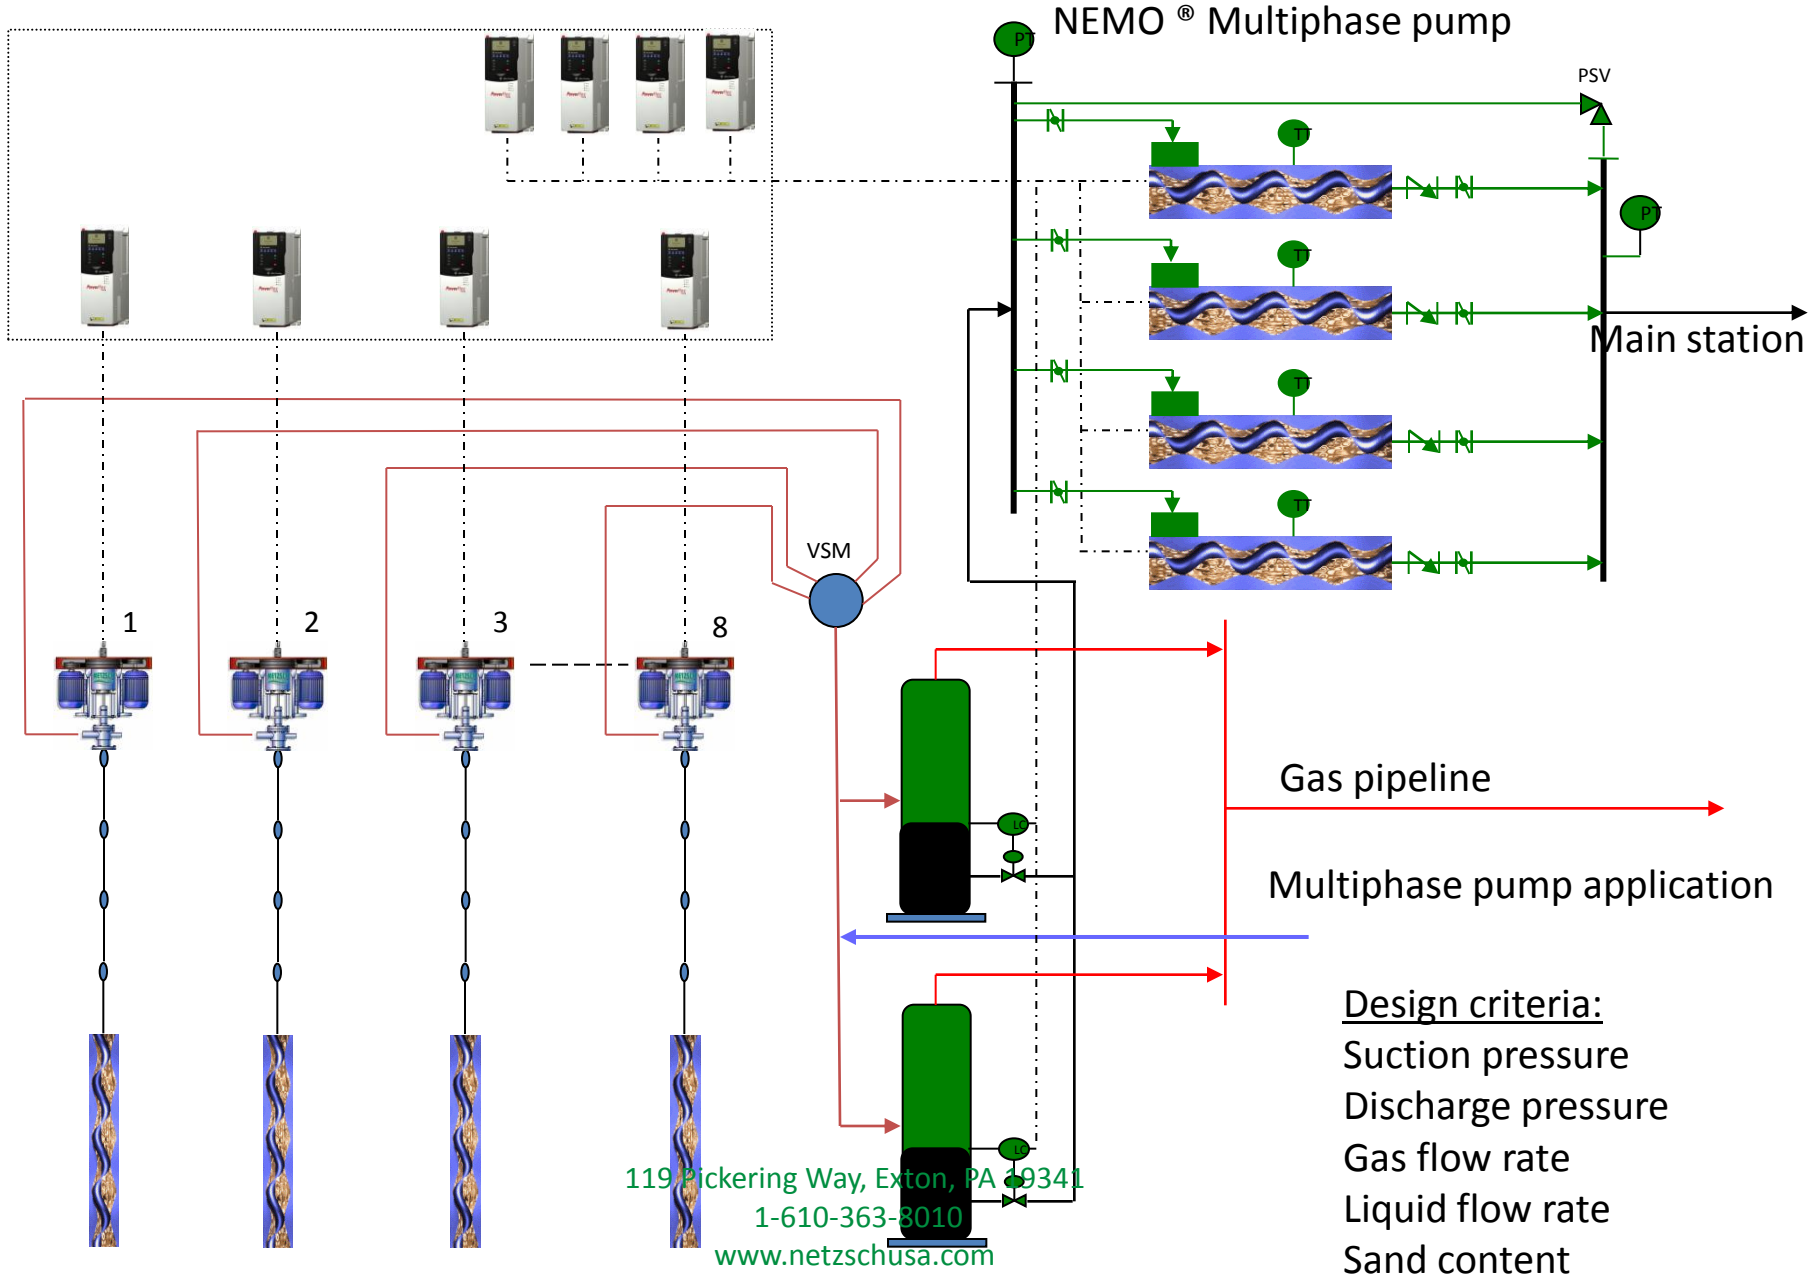 NEMO ® Multiphase pump
PT
PSV
TT
PT
TT
Main station
TT
TT
VSM
1
2
3
8
Gas pipeline
LC
Multiphase pump application
Design criteria:
Suction pressure
Discharge pressure
Gas flow rate
Liquid flow rate
Sand content
LC
119 Pickering Way, Exton, PA 19341
1-610-363-8010
www.netzschusa.com